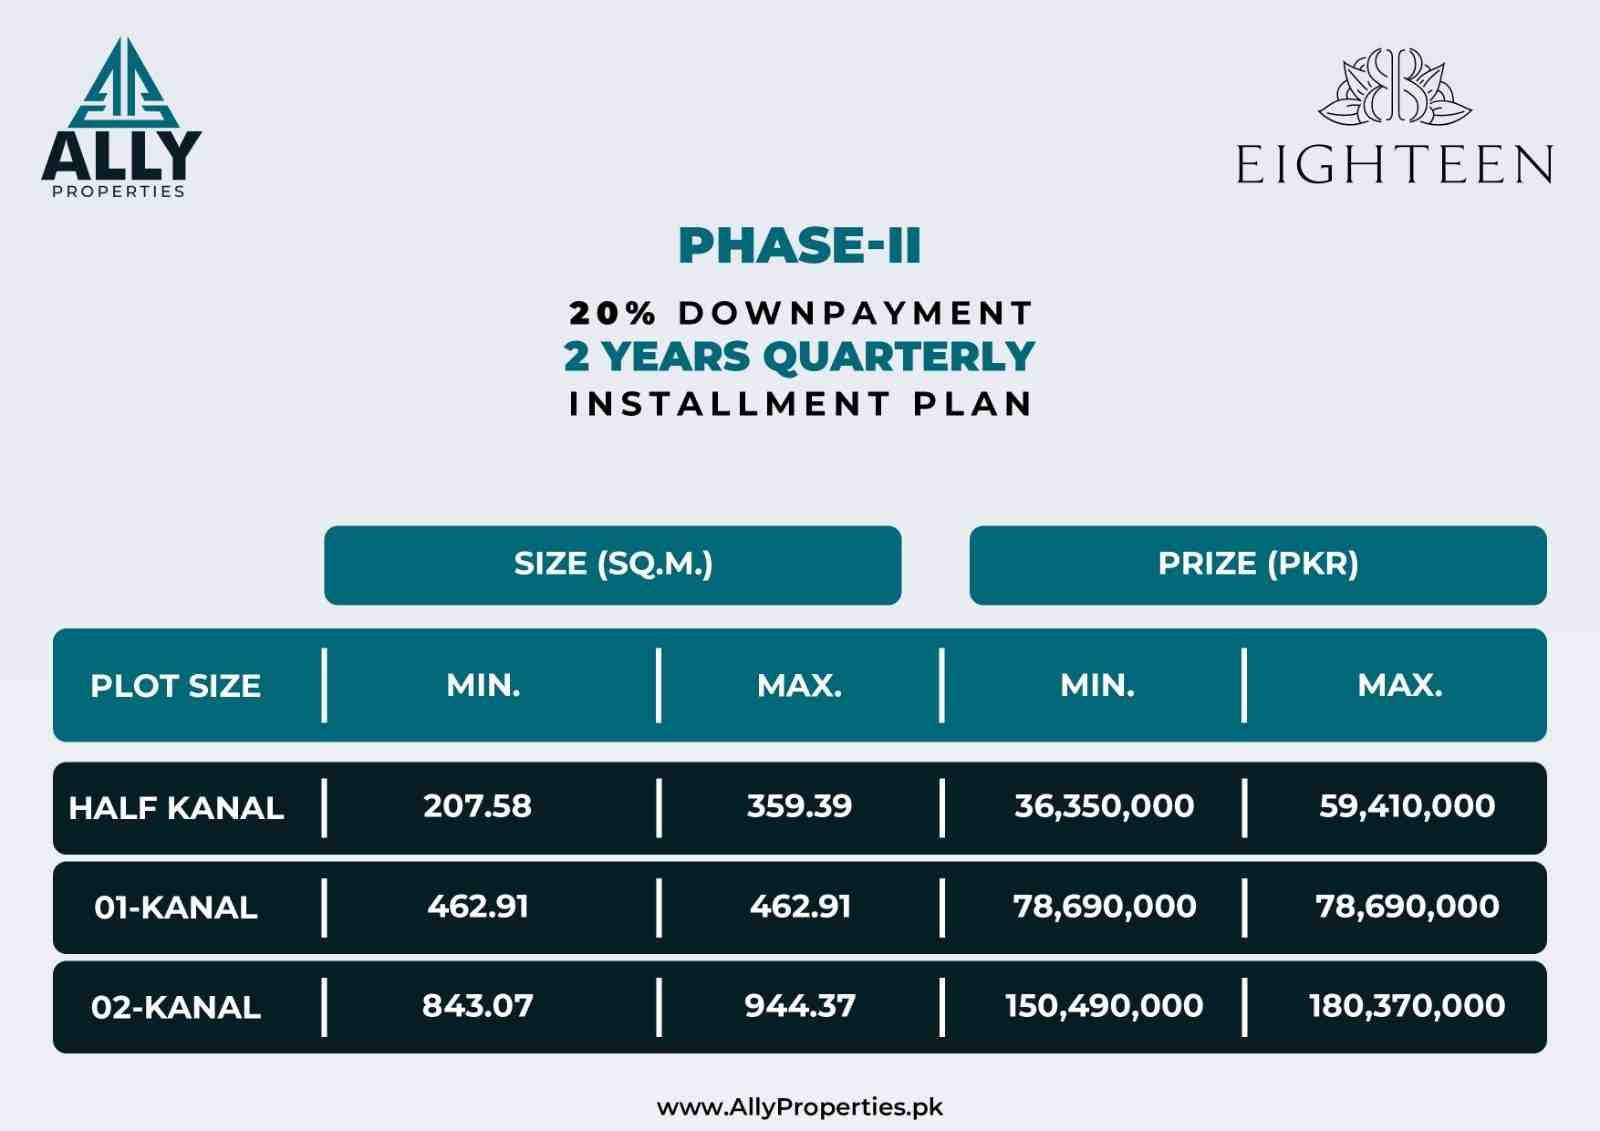 ALLY
PROPERTIES
EIGHTEEN
PHASE-II
20% DOWNPAYMENT
2 YEARS QUARTERLY
INSTALLMENT PLAN
SIZE (SQ.M.) PRIZE (PKR)
PLOT SIZE MIN. MAX. MIN. MAX.
HALF KANAL 207.58 359.39 36,350,000 59,410,000
01-KANAL 462.91 462.91 78,690,000 78,690,000
02-KANAL 843.07 944.37 150,490,000 180,370,000
www.AllyProperties.pk